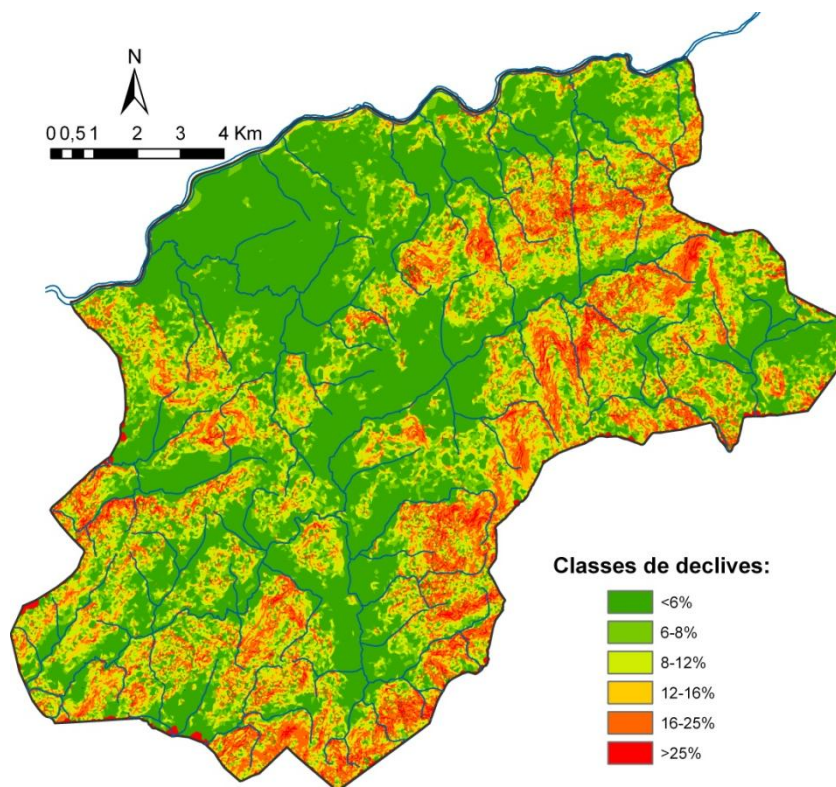 N
0 0,5 1 2 3 4 Km
Classes de declives:
<6%
6-8%
8-12%
12-16%
16-25%
>25%